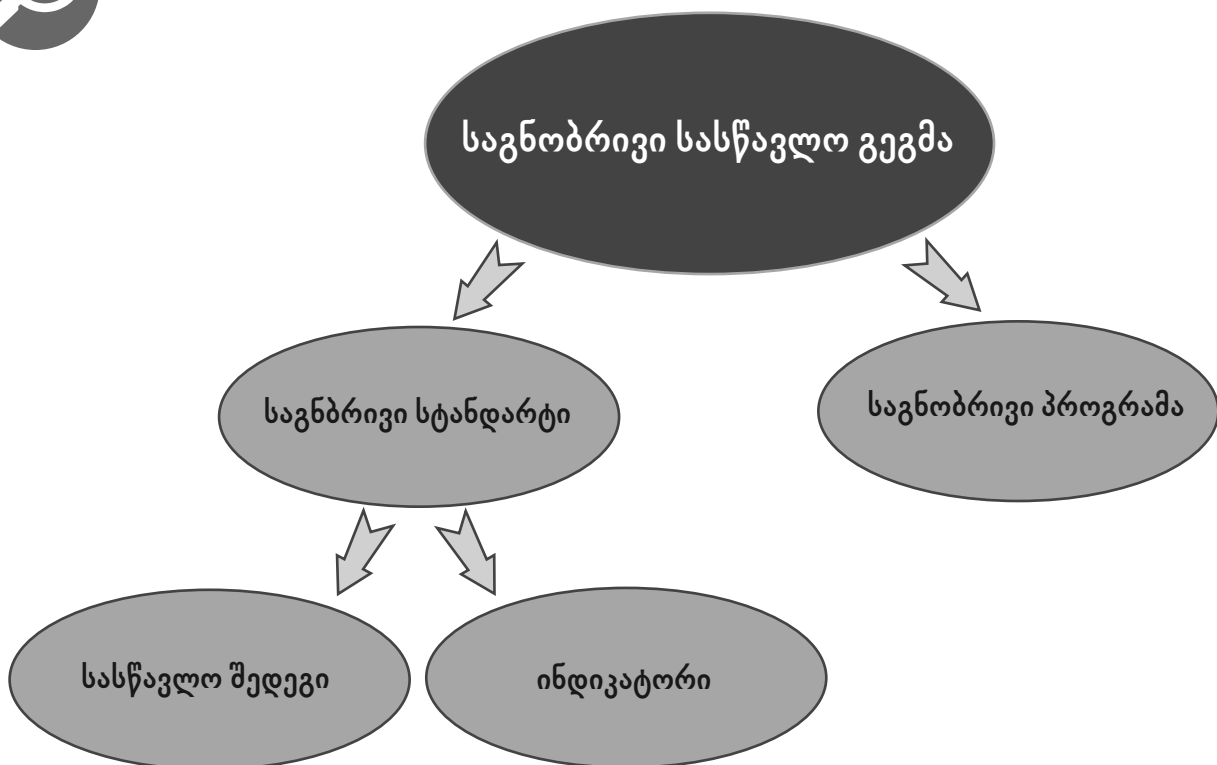 საგნობრივი სასწავლო გეგმა
საგნბრივი სტანდარტი
საგნობრივი პროგრამა
სასწავლო შედეგი
ინდიკატორი